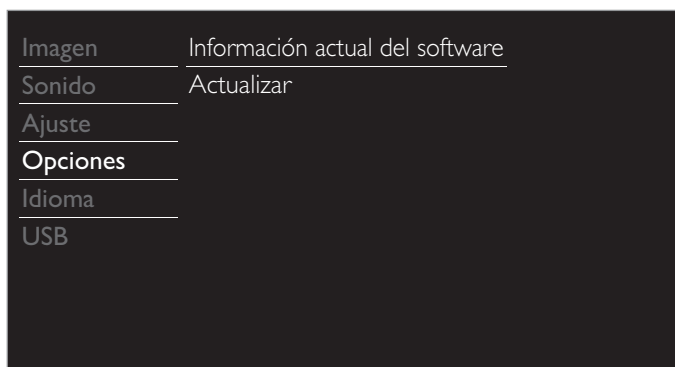 Imagen
Sonido
Ajuste
Opciones
Idioma
USB
Información actual del software
Actualizar